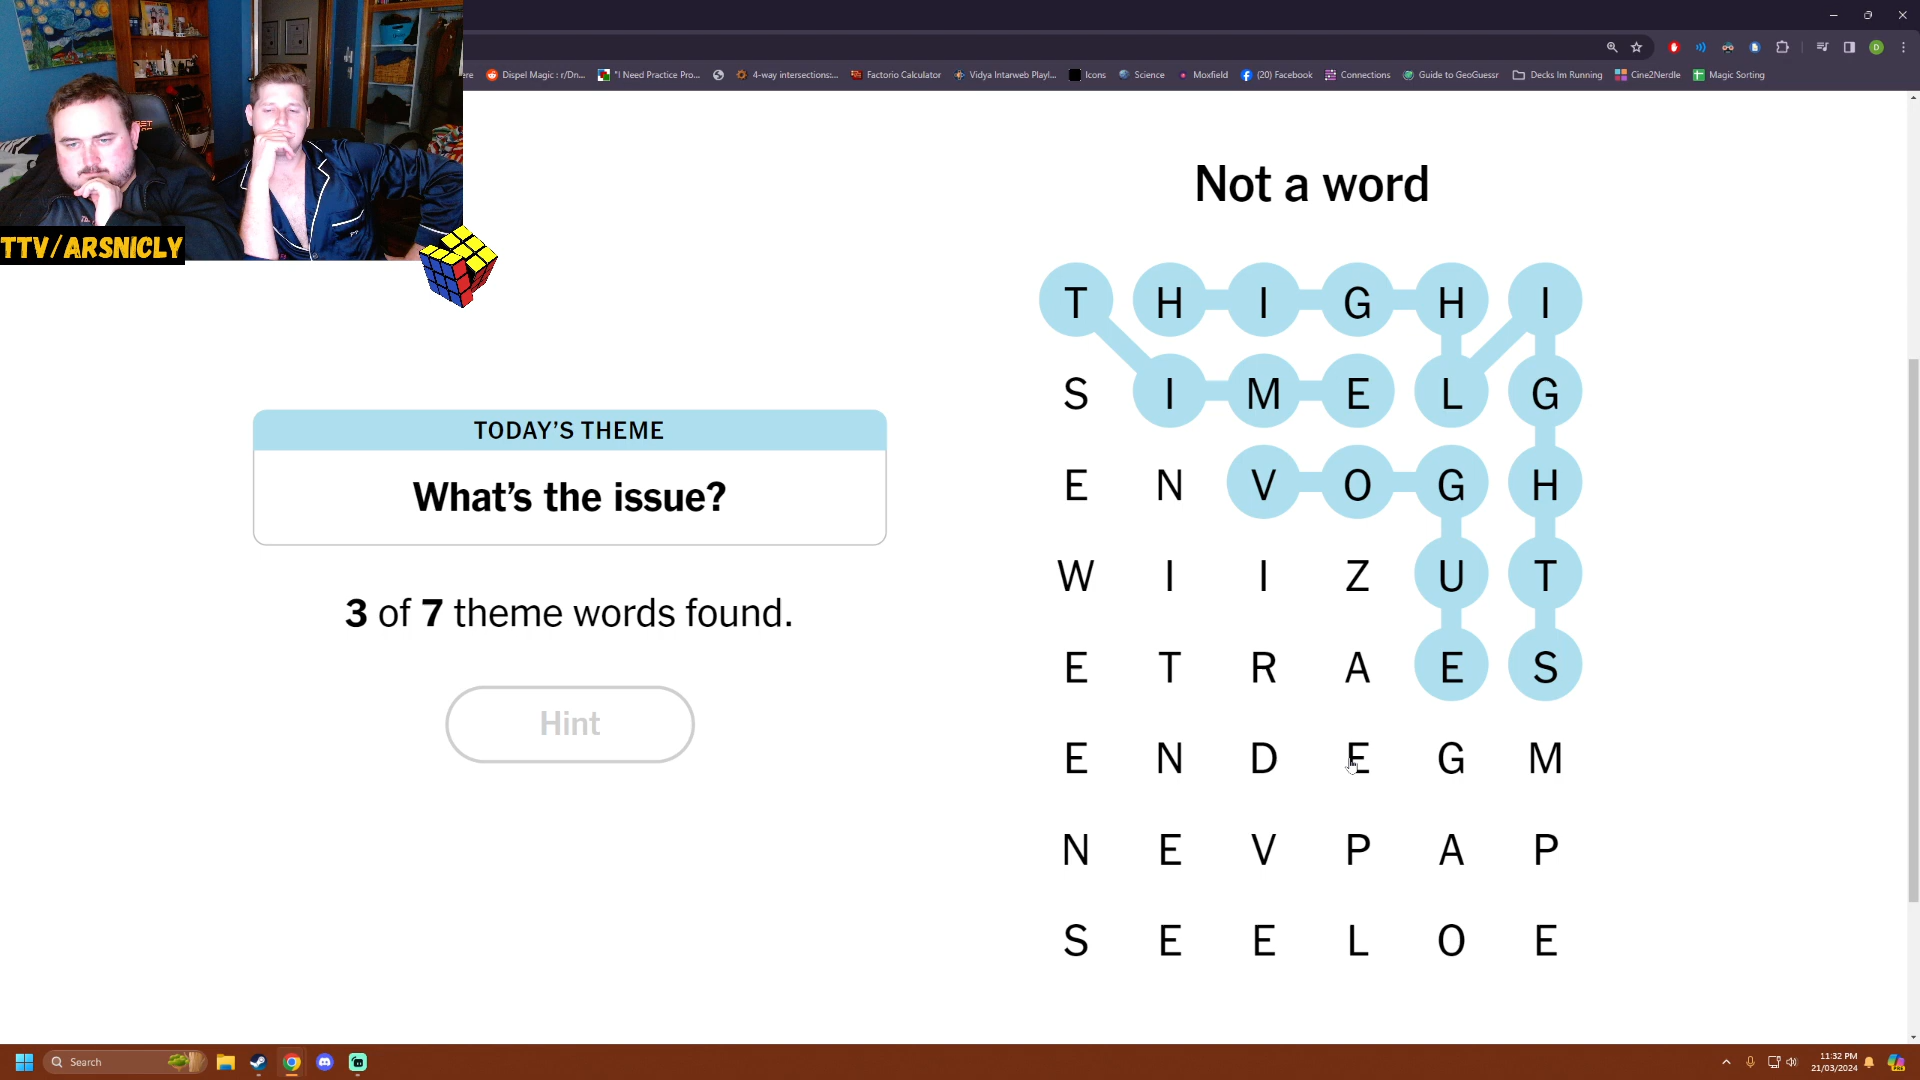 ere
Dispel Magic : r/Dn...
"I Need Practice Pro...
4-way intersections:...
Factorio Calculator
Vidya Intarweb Playl...
Icons
Science
Moxfield
(20) Facebook
Connections
Guide to GeoGuessr
Decks Im Running
Cine2Nerdle
Magic Sorting
TTV/ARSNICLY
Not a word
TODAY'S THEME
What's the issue?
3 of 7 theme words found.
Hint
T H I G H I
S I M E L G
E N V O G H
W I I Z U T
E T R A E S
E N D E G M
N E V P A P
S E E L O E
Search
11:32 PM
21/03/2024